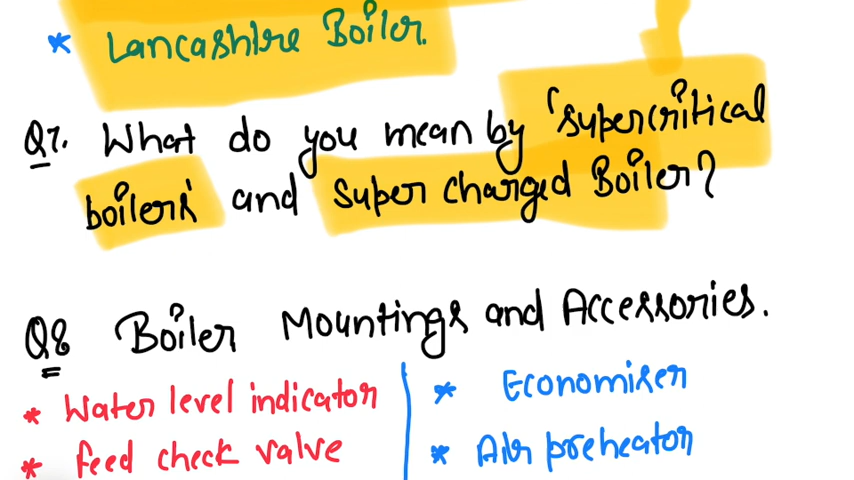 * Lancashire Boiler.
Q7. What do you mean by 'supercritical
boilers' and Super charged Boiler?
Q8 Boiler Mountings and Accessories.
* Water level indicator
* feed check valve
* Economiser
* Air preheator